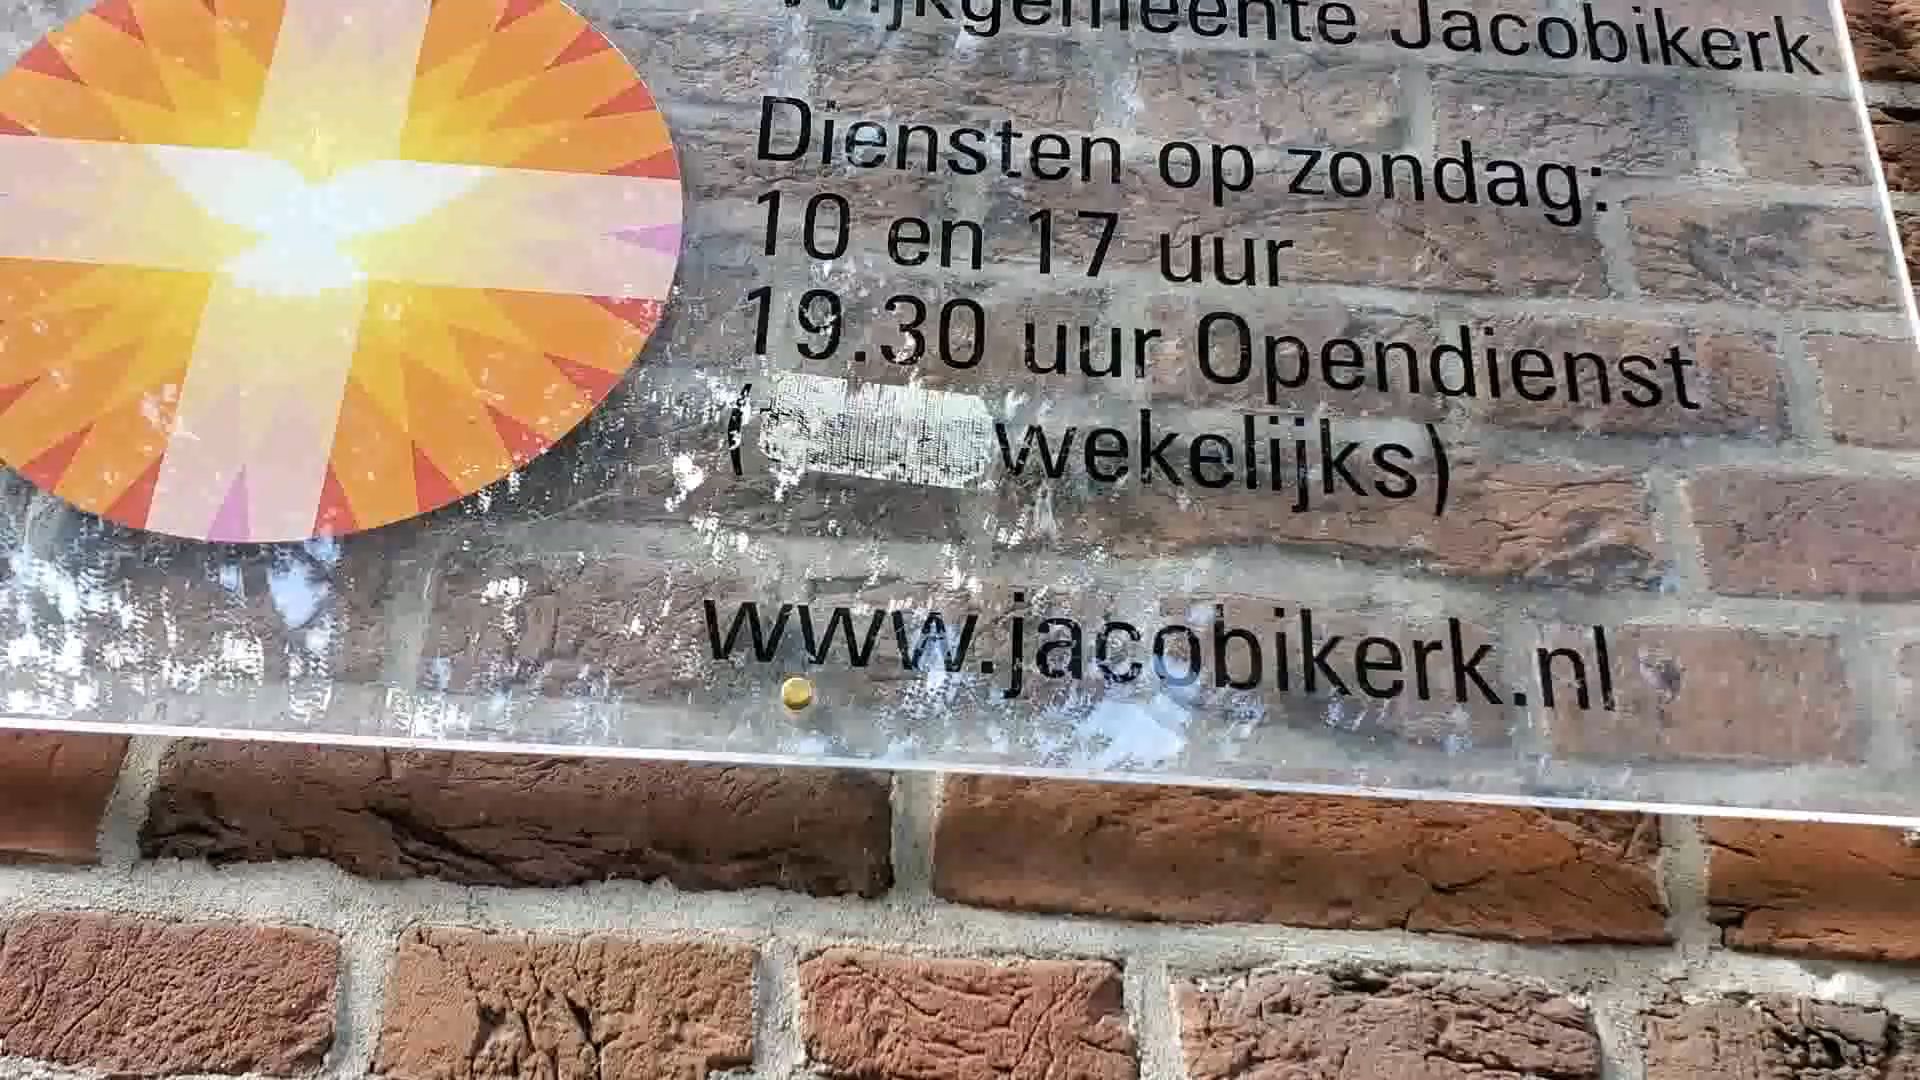 Wijkgemeente Jacobikerk
Diensten op zondag:
10 en 17 uur
19.30 uur Opendienst
( wekelijks)
www.jacobikerk.nl